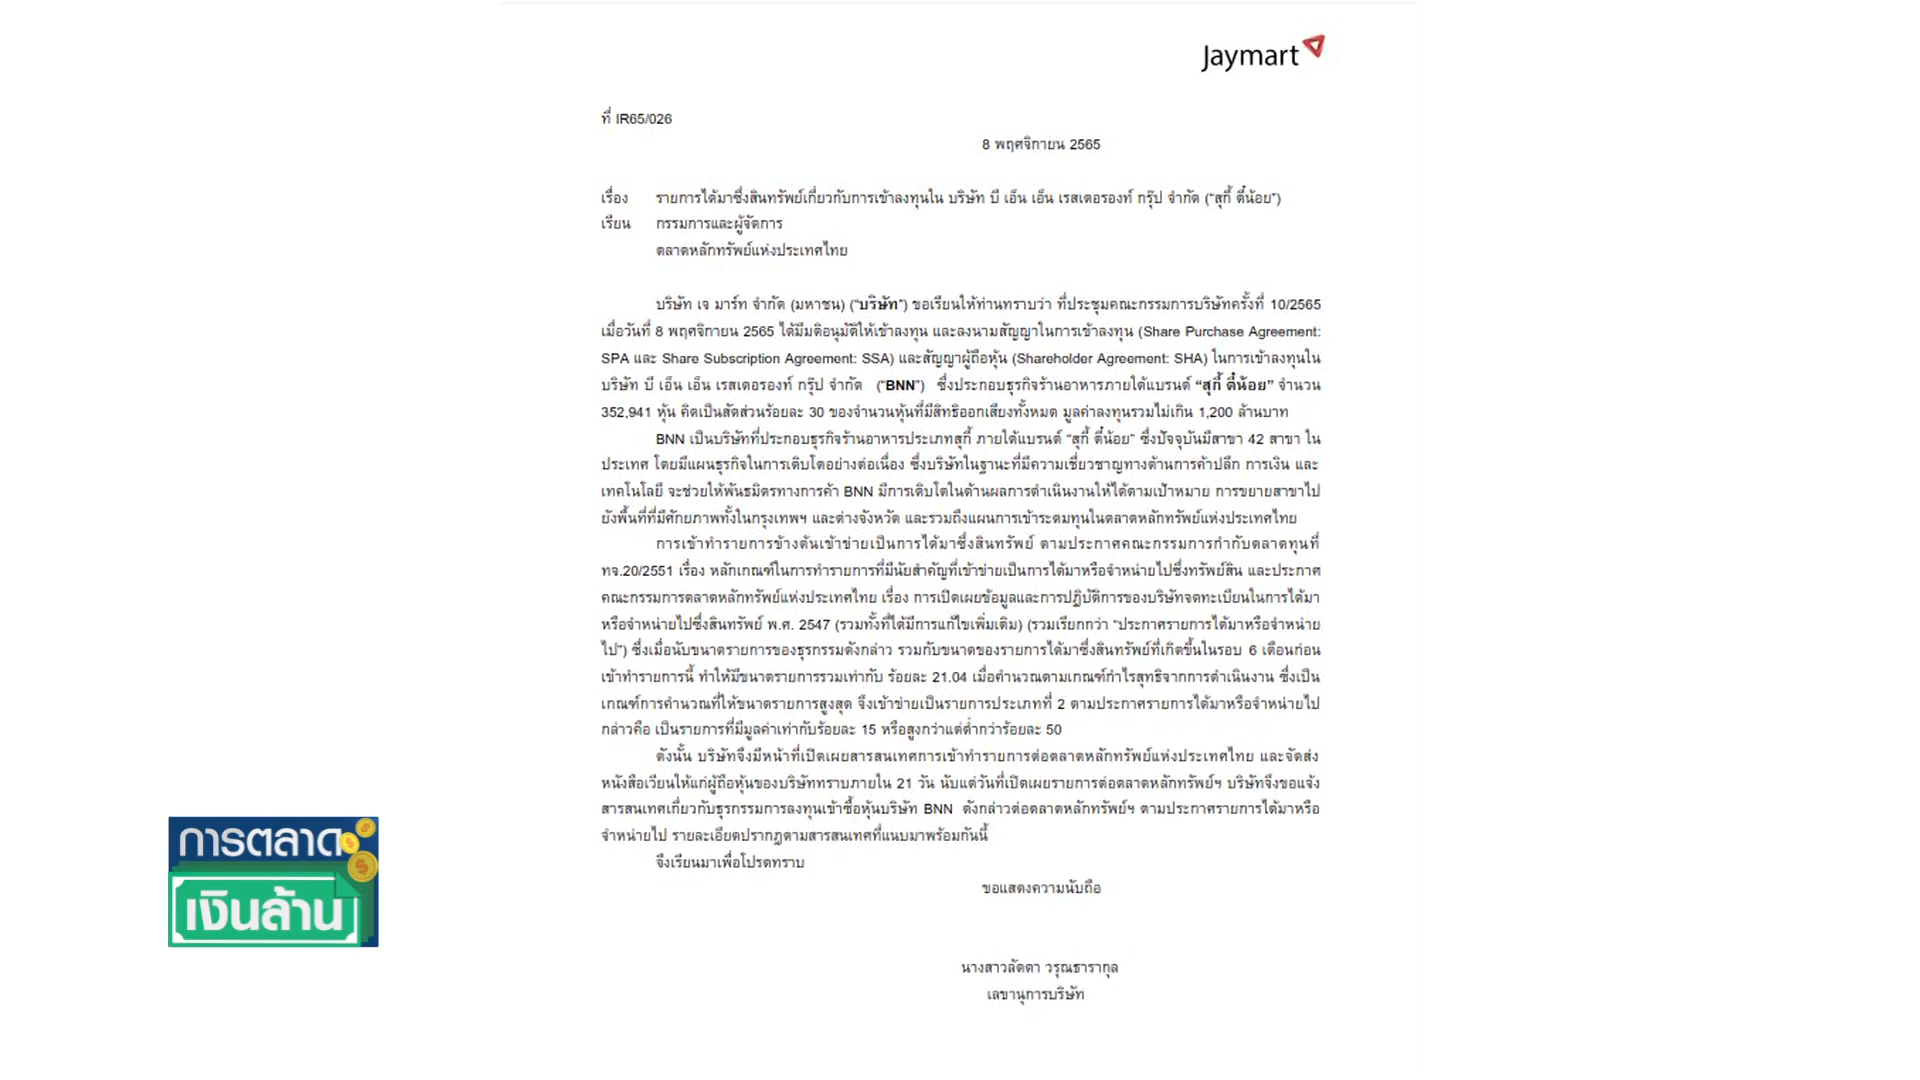 Jaymart
ที่ IR65/026
8 พฤศจิกายน 2565
เรื่อง รายการได้มาซึ่งสินทรัพย์เกี่ยวกับการเข้าลงทุนใน บริษัท บี เอ็น เอ็น เรสเตอรองท์ กรุ๊ป จำกัด ("สุกี้ ตี๋น้อย")
เรียน กรรมการและผู้จัดการ
ตลาดหลักทรัพย์แห่งประเทศไทย
บริษัท เจ มาร์ท จำกัด (มหาชน) ("บริษัท") ขอเรียนให้ท่านทราบว่า ที่ประชุมคณะกรรมการบริษัทครั้งที่ 10/2565
เมื่อวันที่ 8 พฤศจิกายน 2565 ได้มีมติอนุมัติให้เข้าลงทุน และลงนามสัญญาในการเข้าลงทุน (Share Purchase Agreement:
SPA และ Share Subscription Agreement: SSA) และสัญญาผู้ถือหุ้น (Shareholder Agreement: SHA) ในการเข้าลงทุนใน
บริษัท บี เอ็น เอ็น เรสเตอรองท์ กรุ๊ป จำกัด ("BNN") ซึ่งประกอบธุรกิจร้านอาหารภายใต้แบรนด์ "สุกี้ ตี๋น้อย" จำนวน
352,941 หุ้น คิดเป็นสัดส่วนร้อยละ 30 ของจำนวนหุ้นที่มีสิทธิออกเสียงทั้งหมด มูลค่าลงทุนรวมไม่เกิน 1,200 ล้านบาท
BNN เป็นบริษัทที่ประกอบธุรกิจร้านอาหารประเภทสุกี้ ภายใต้แบรนด์ "สุกี้ ตี๋น้อย" ซึ่งปัจจุบันมีสาขา 42 สาขา ใน
ประเทศ โดยมีแผนธุรกิจในการเติบโตอย่างต่อเนื่อง ซึ่งบริษัทในฐานะที่มีความเชี่ยวชาญทางด้านการค้าปลีก การเงิน และ
เทคโนโลยี จะช่วยให้พันธมิตรทางการค้า BNN มีการเติบโตในด้านผลการดำเนินงานให้ได้ตามเป้าหมาย การขยายสาขาไป
ยังพื้นที่ที่มีศักยภาพทั้งในกรุงเทพฯ และต่างจังหวัด และรวมถึงแผนการเข้าระดมทุนในตลาดหลักทรัพย์แห่งประเทศไทย
การเข้าทำรายการข้างต้นเข้าข่ายเป็นการได้มาซึ่งสินทรัพย์ ตามประกาศคณะกรรมการกำกับตลาดทุนที่
ทจ.20/2551 เรื่อง หลักเกณฑ์ในการทำรายการที่มีนัยสำคัญที่เข้าข่ายเป็นการได้มาหรือจำหน่ายไปซึ่งทรัพย์สิน และประกาศ
คณะกรรมการตลาดหลักทรัพย์แห่งประเทศไทย เรื่อง การเปิดเผยข้อมูลและการปฏิบัติการของบริษัทจดทะเบียนในการได้มา
หรือจำหน่ายไปซึ่งสินทรัพย์ พ.ศ. 2547 (รวมทั้งที่ได้มีการแก้ไขเพิ่มเติม) (รวมเรียกกว่า "ประกาศรายการได้มาหรือจำหน่าย
ไป") ซึ่งเมื่อนับขนาดรายการของธุรกรรมดังกล่าว รวมกับขนาดของรายการได้มาซึ่งสินทรัพย์ที่เกิดขึ้นในรอบ 6 เดือนก่อน
เข้าทำรายการนี้ ทำให้มีขนาดรายการรวมเท่ากับ ร้อยละ 21.04 เมื่อคำนวณตามเกณฑ์กำไรสุทธิจากการดำเนินงาน ซึ่งเป็น
เกณฑ์การคำนวณที่ให้ขนาดรายการสูงสุด จึงเข้าข่ายเป็นรายการประเภทที่ 2 ตามประกาศรายการได้มาหรือจำหน่ายไป
กล่าวคือ เป็นรายการที่มีมูลค่าเท่ากับร้อยละ 15 หรือสูงกว่าแต่ต่ำกว่าร้อยละ 50
ดังนั้น บริษัทจึงมีหน้าที่เปิดเผยสารสนเทศการเข้าทำรายการต่อตลาดหลักทรัพย์แห่งประเทศไทย และจัดส่ง
หนังสือเวียนให้แก่ผู้ถือหุ้นของบริษัททราบภายใน 21 วัน นับแต่วันที่เปิดเผยรายการต่อตลาดหลักทรัพย์ฯ บริษัทจึงขอแจ้ง
สารสนเทศเกี่ยวกับธุรกรรมการลงทุนเข้าซื้อหุ้นบริษัท BNN ดังกล่าวต่อตลาดหลักทรัพย์ฯ ตามประกาศรายการได้มาหรือ
จำหน่ายไป รายละเอียดปรากฏตามสารสนเทศที่แนบมาพร้อมกันนี้
จึงเรียนมาเพื่อโปรดทราบ
ขอแสดงความนับถือ
นางสาวลัดดา วรุณธารากุล
เลขานุการบริษัท
การตลาด
เงินล้าน